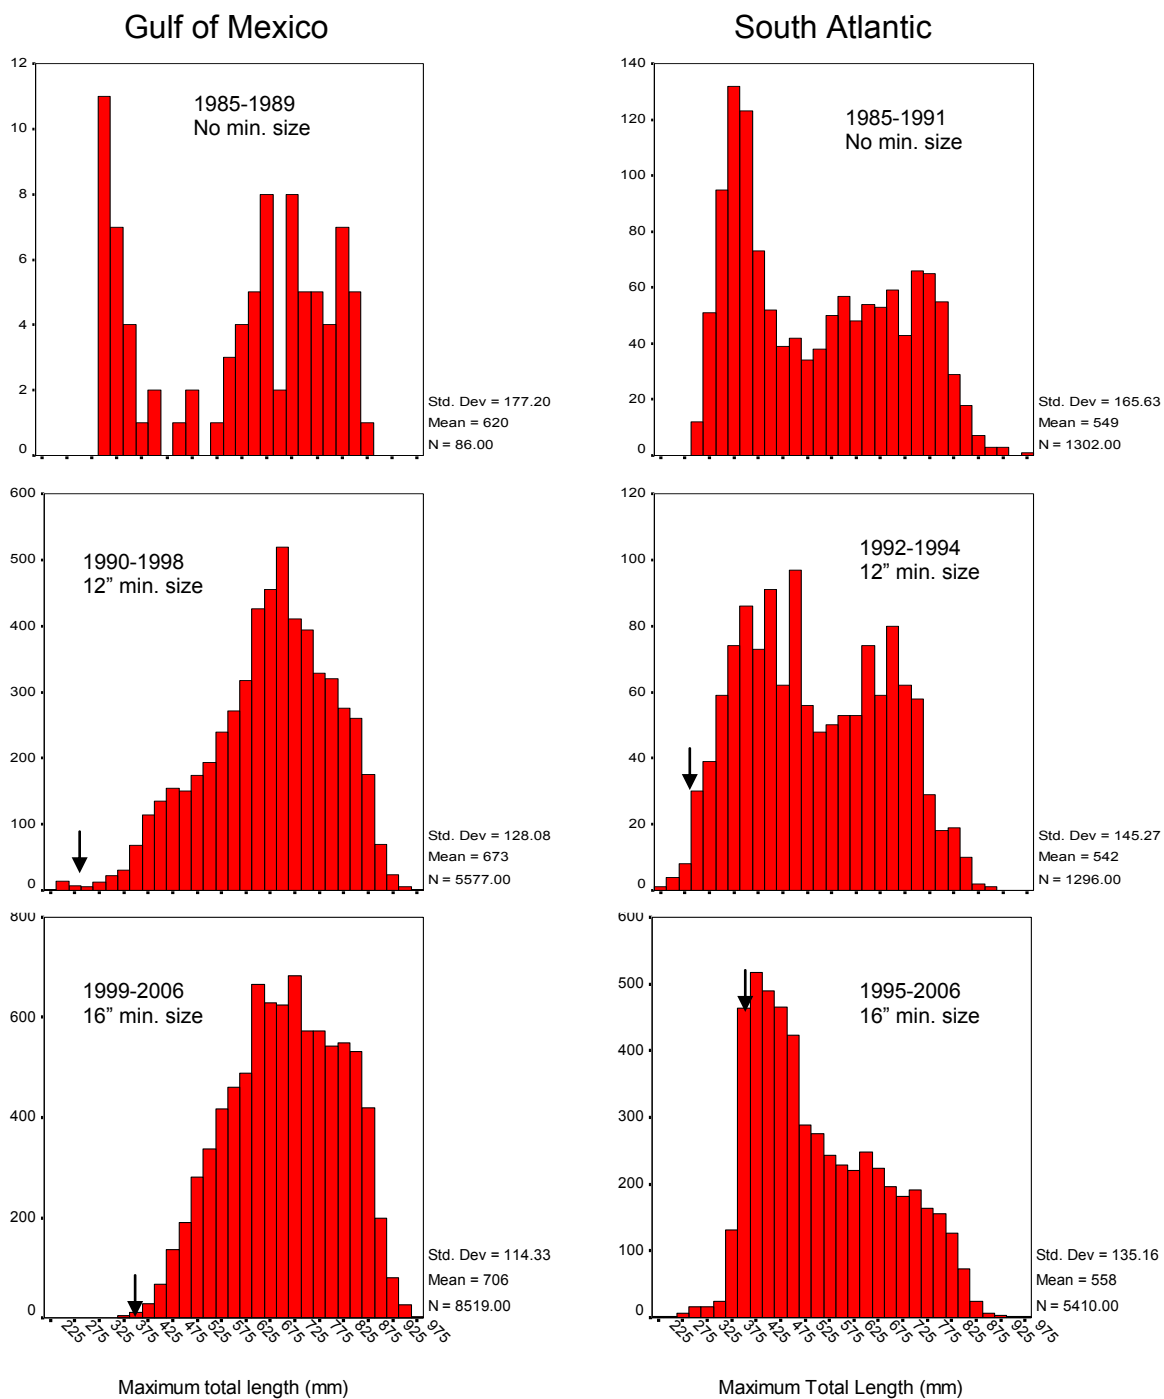 Gulf of Mexico
South Atlantic
12
10
8
6
4
2
0
1985-1989
No min. size
Std. Dev = 177.20
Mean = 620
N = 86.00
140
120
100
80
60
40
20
0
1985-1991
No min. size
Std. Dev = 165.63
Mean = 549
N = 1302.00
600
500
400
300
200
100
0
1990-1998
12” min. size
Std. Dev = 128.08
Mean = 673
N = 5577.00
120
100
80
60
40
20
0
1992-1994
12” min. size
Std. Dev = 145.27
Mean = 542
N = 1296.00
800
600
400
200
0
1999-2006
16” min. size
Std. Dev = 114.33
Mean = 706
N = 8519.00
225
275
325
375
425
475
525
575
625
675
725
775
825
875
925
975
Maximum total length (mm)
600
500
400
300
200
100
0
1995-2006
16” min. size
Std. Dev = 135.16
Mean = 558
N = 5410.00
225
275
325
375
425
475
525
575
625
675
725
775
825
875
925
975
Maximum Total Length (mm)